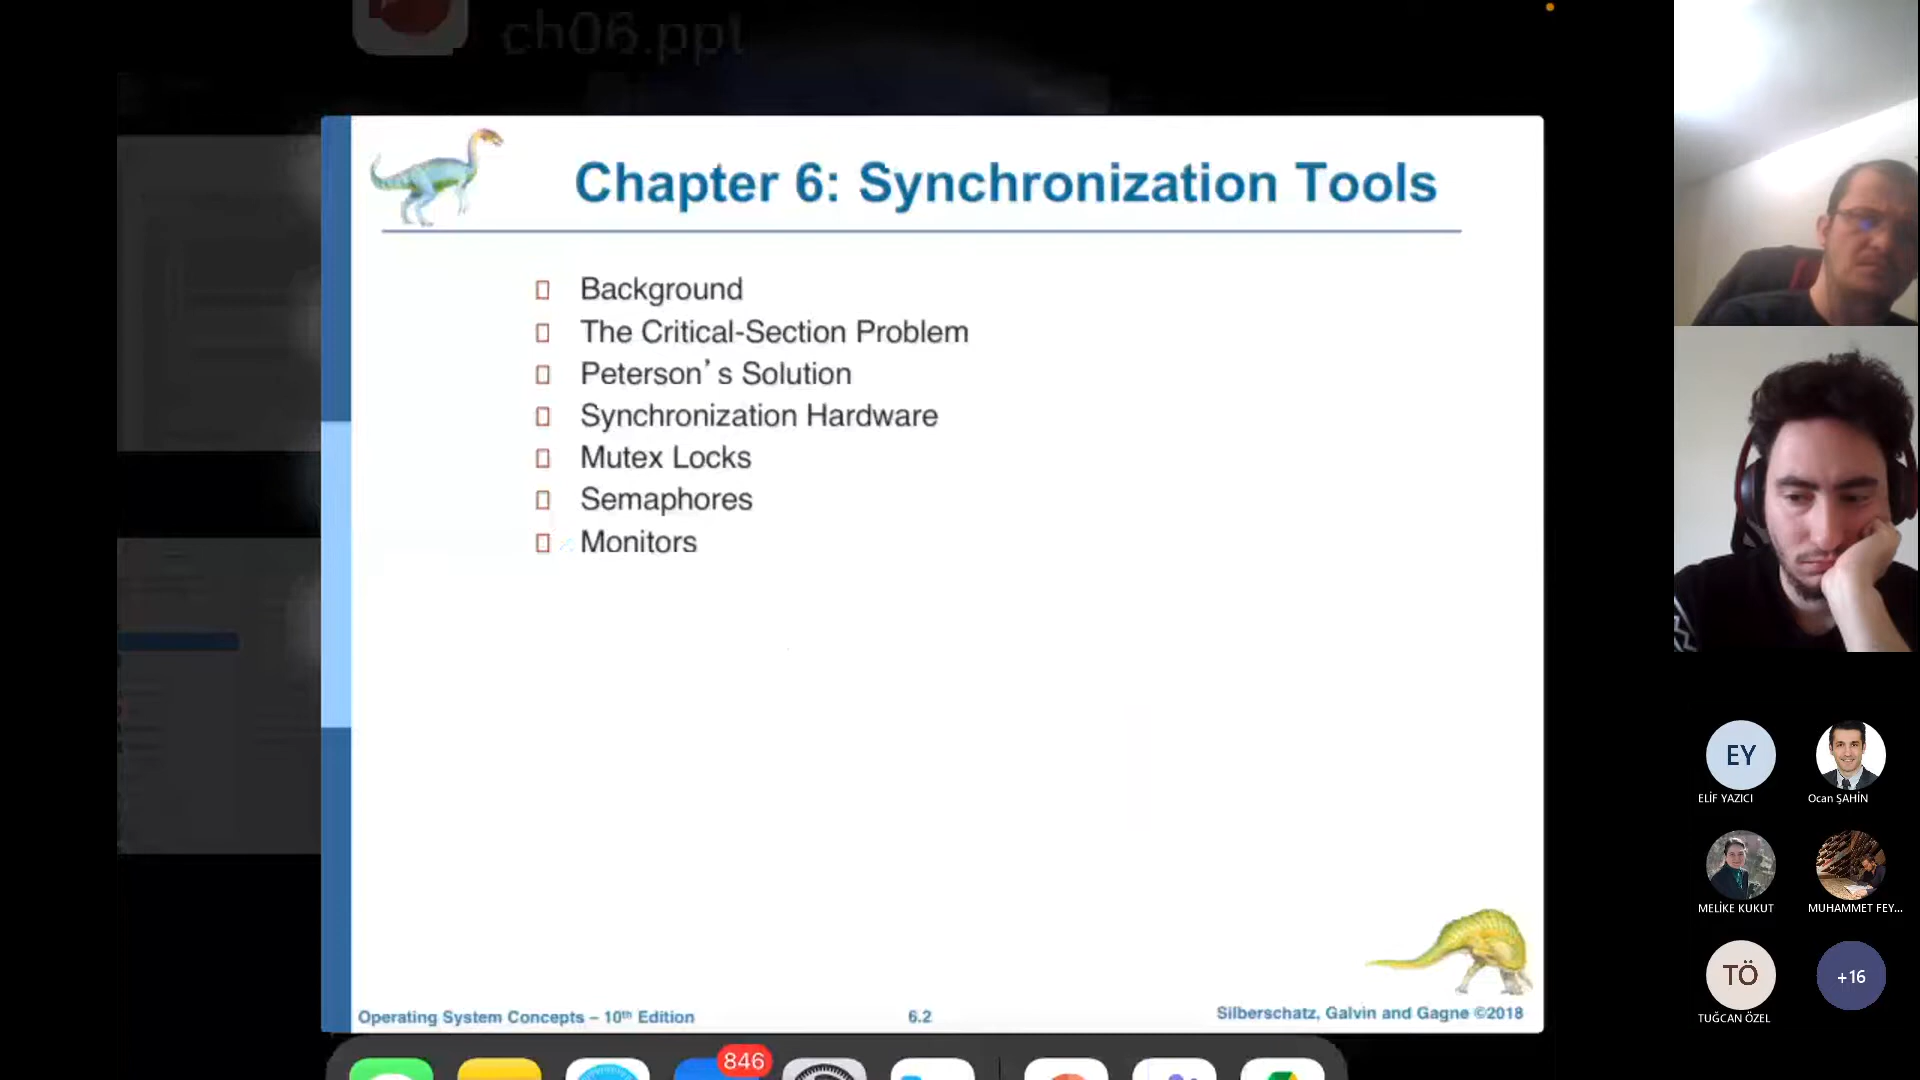 ch06.ppt
Chapter 6: Synchronization Tools
Background
The Critical-Section Problem
Peterson’s Solution
Synchronization Hardware
Mutex Locks
Semaphores
Monitors
Operating System Concepts – 10th Edition
6.2
Silberschatz, Galvin and Gagne ©2018
846
EY
ELİF YAZICI
Ocan ŞAHİN
MELİKE KUKUT
MUHAMMET FEY...
TÖ
TUĞCAN ÖZEL
+16